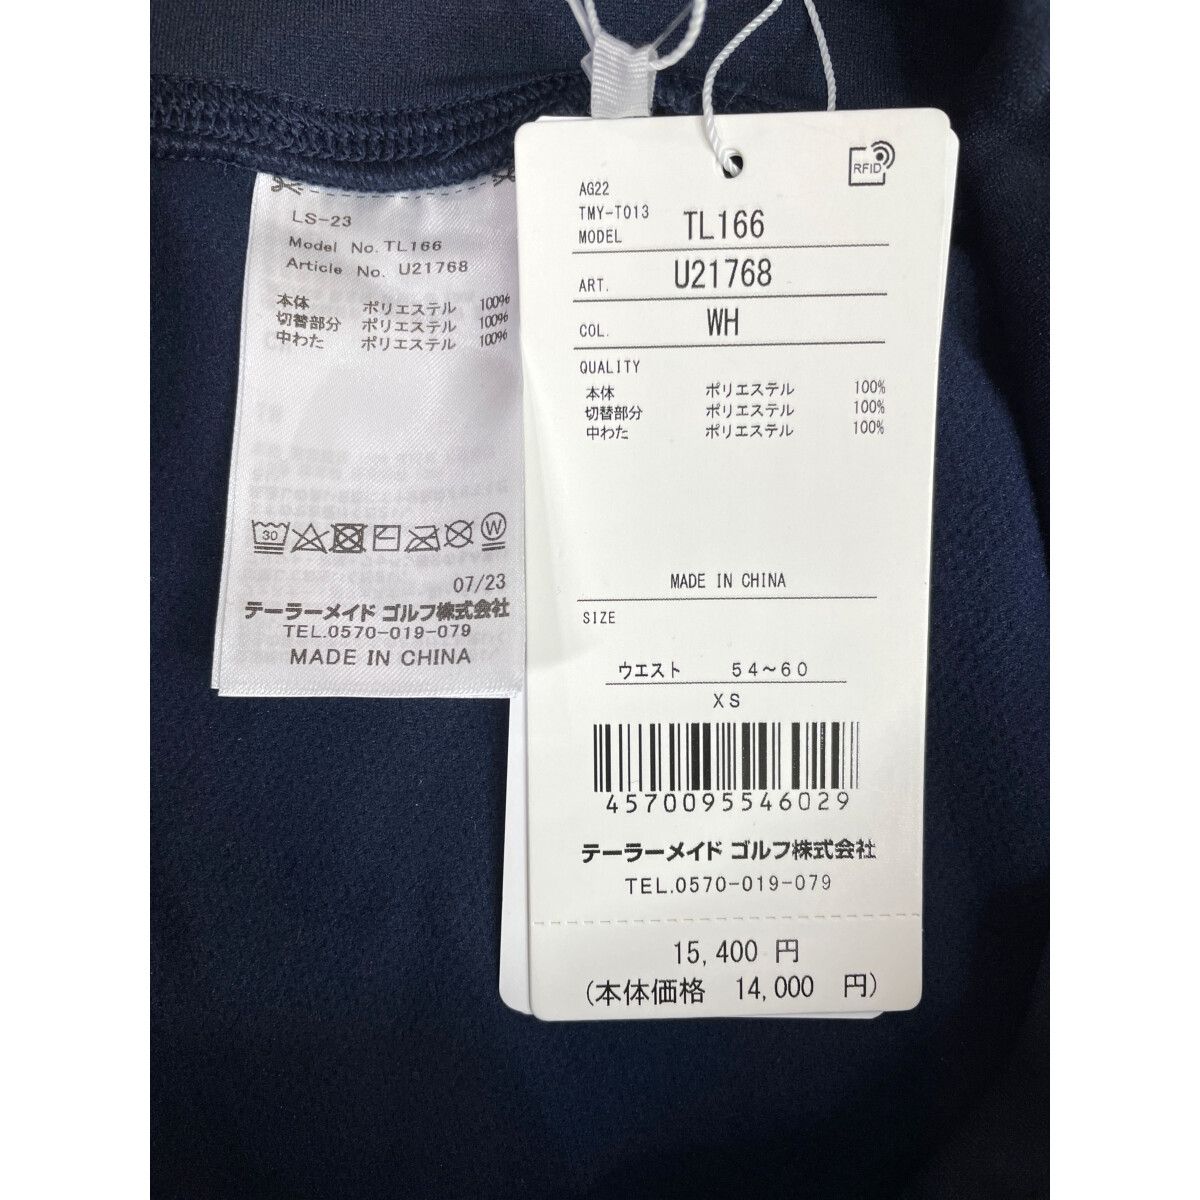 LS-23
Model No. TL166
Article No. U21768
本体 ポリエステル 100%
切替部分 ポリエステル 100%
中わた ポリエステル 100%
30
W
07/23
テーラーメイド ゴルフ株式会社
TEL.0570-019-079
MADE IN CHINA
RFID
AG22
TMY-T013
MODEL TL166
ART. U21768
COL. WH
QUALITY
本体 ポリエステル 100%
切替部分 ポリエステル 100%
中わた ポリエステル 100%
MADE IN CHINA
SIZE
ウエスト 54~60
XS
4570095546029
テーラーメイド ゴルフ株式会社
TEL.0570-019-079
15,400 円
(本体価格 14,000 円)